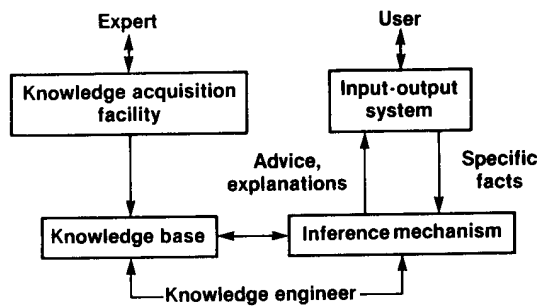 Expert
User
Knowledge acquisition
facility
Input-output
system
Advice,
explanations
Specific
facts
Knowledge base
Inference mechanism
Knowledge engineer